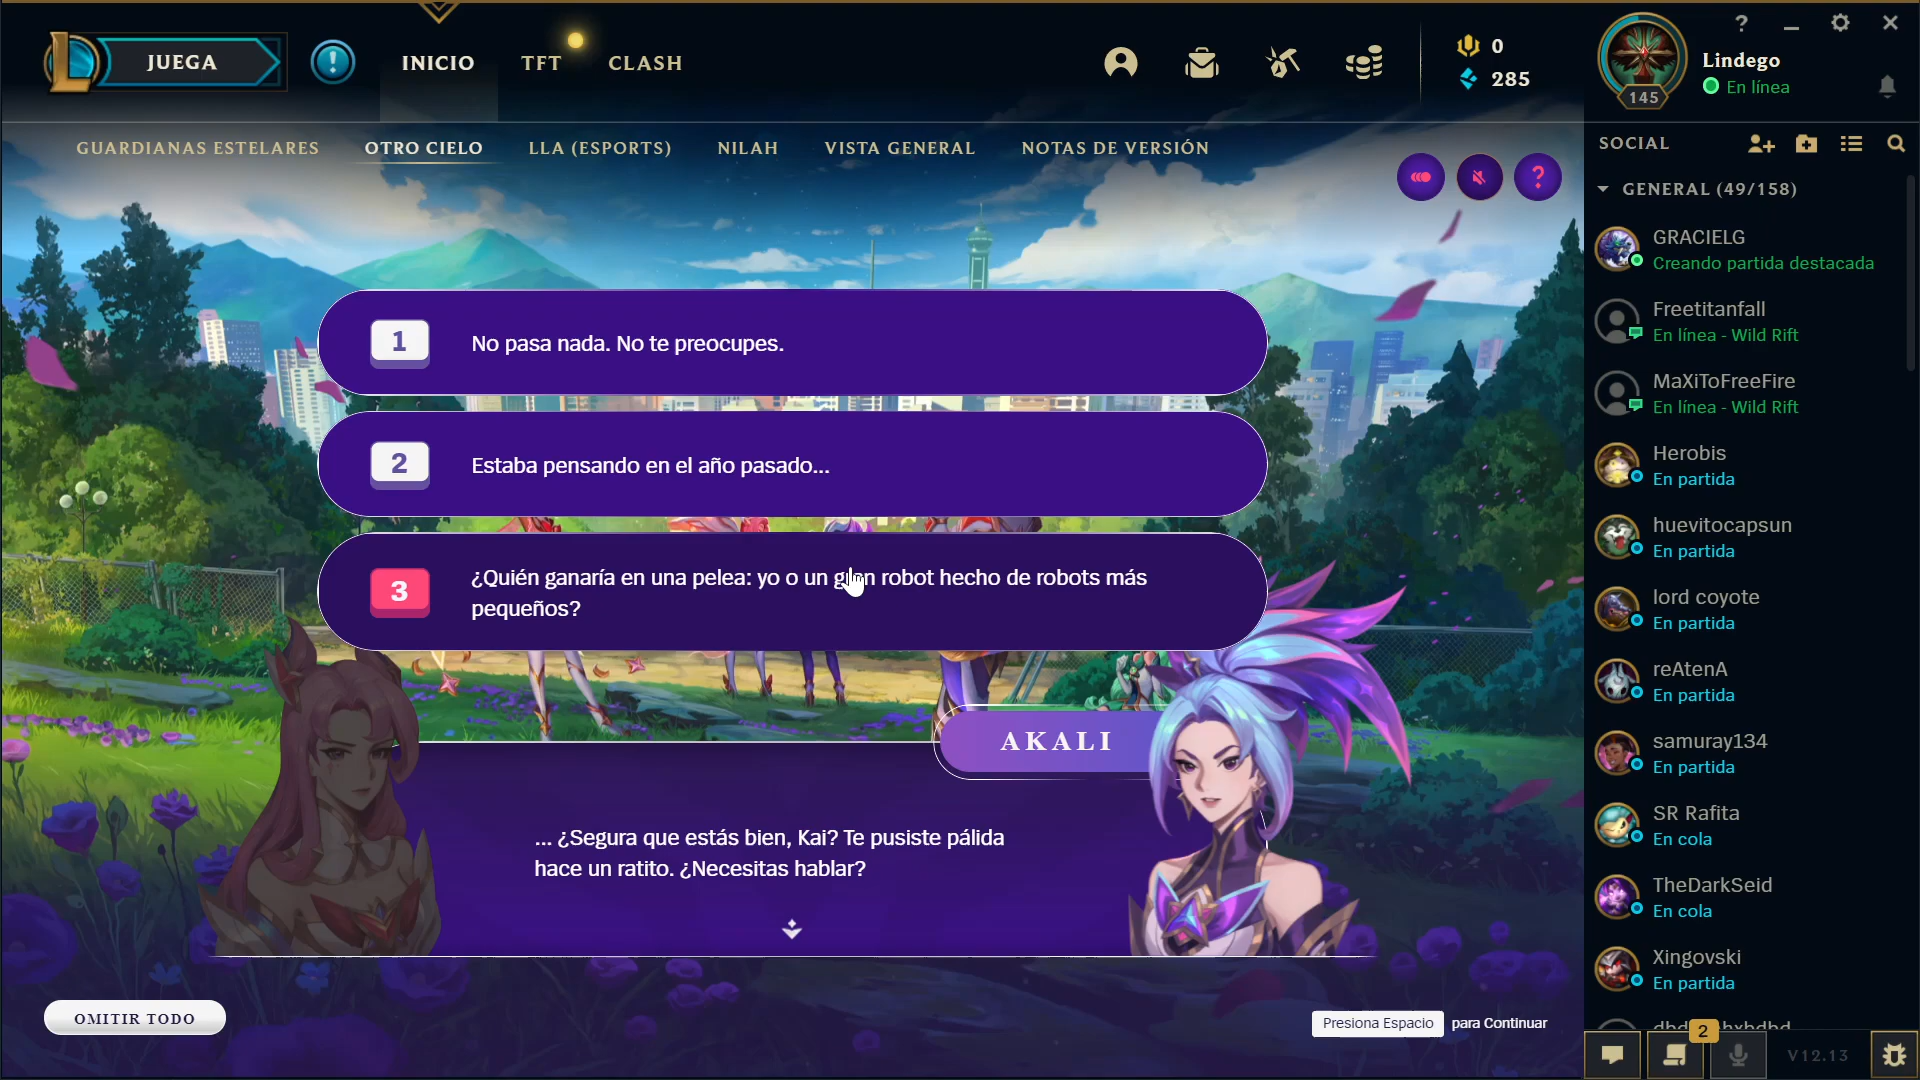 JUEGA
INICIO
TFT
CLASH
0
285
?
145
Lindego
En línea
GUARDIANAS ESTELARES
OTRO CIELO
LLA (ESPORTS)
NILAH
VISTA GENERAL
NOTAS DE VERSIÓN
?
SOCIAL
GENERAL (49/158)
GRACIELG
Creando partida destacada
Freetitanfall
En línea - Wild Rift
MaXiToFreeFire
En línea - Wild Rift
Herobis
En partida
huevitocapsun
En partida
lord coyote
En partida
reAtenA
En partida
samuray134
En partida
SR Rafita
En cola
TheDarkSeid
En cola
Xingovski
En partida
1
No pasa nada. No te preocupes.
2
Estaba pensando en el año pasado...
3
¿Quién ganaría en una pelea: yo o un gran robot hecho de robots más
pequeños?
AKALI
... ¿Segura que estás bien, Kai? Te pusiste pálida
hace un ratito. ¿Necesitas hablar?
OMITIR TODO
Presiona Espacio para Continuar
2
V12.13